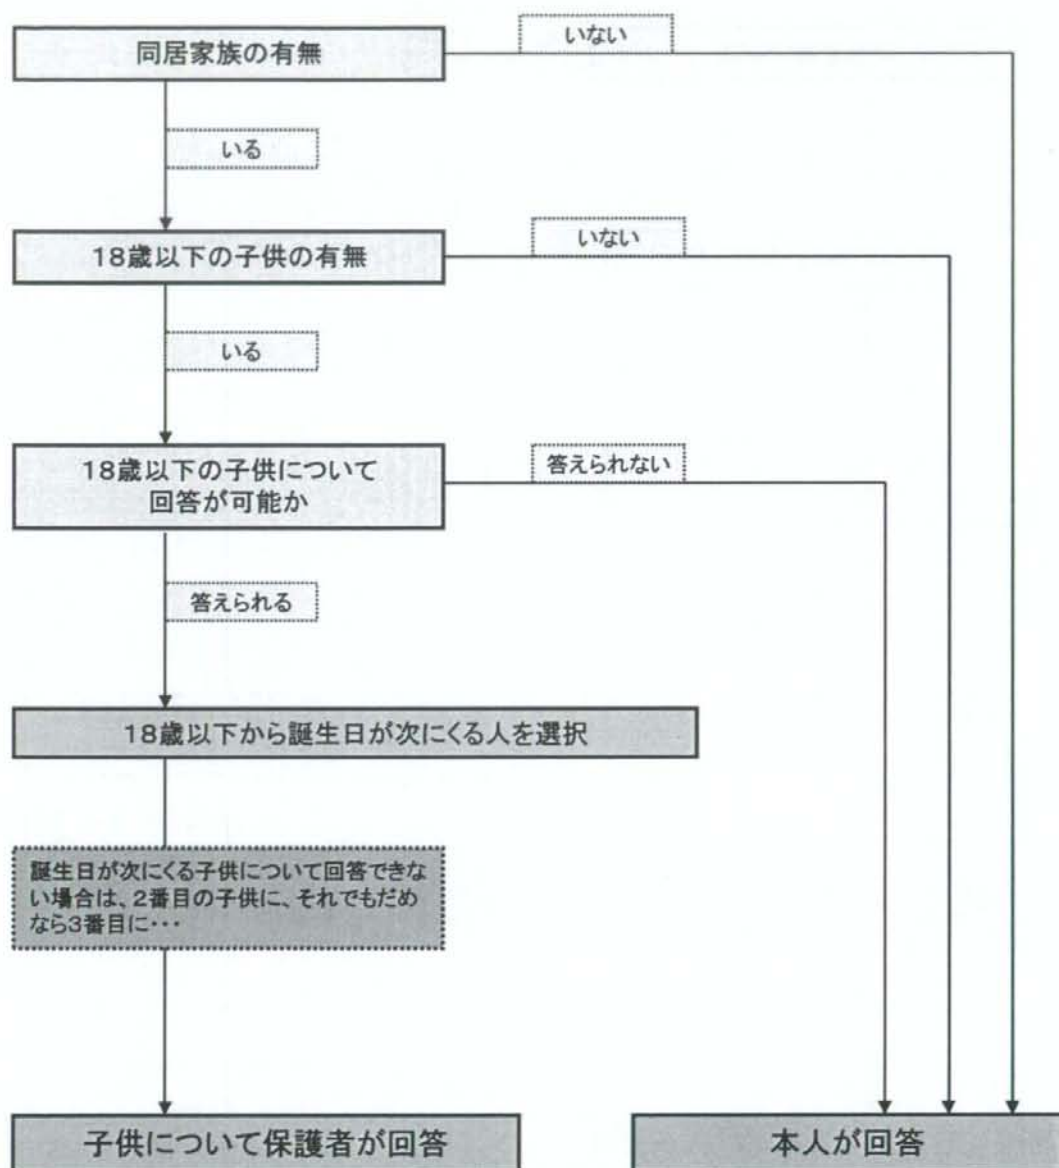 同居家族の有無
いない
いる
18歳以下の子供の有無
いない
いる
18歳以下の子供について
回答が可能か
答えられない
答えられる
18歳以下から誕生日が次にくる人を選択
誕生日が次にくる子供について回答できな
い場合は、2番目の子供に、それでもだめ
なら3番目に・・・
子供について保護者が回答
本人が回答